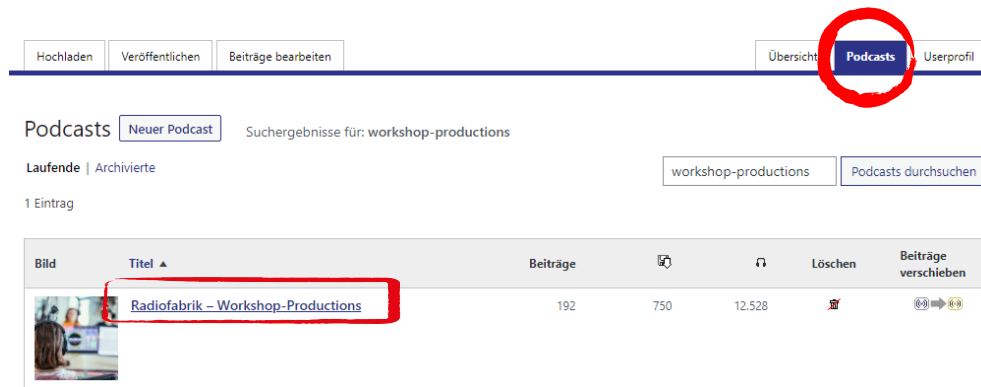 Hochladen Veröffentlichen Beiträge bearbeiten Übersicht Podcasts Userprofil
Podcasts Neuer Podcast Suchergebnisse für: workshop-productions
Laufende | Archivierte
workshop-productions Podcasts durchsuchen
1 Eintrag
Bild Titel ▲ Beiträge Löschen Beiträge verschieben
Radiofabrik – Workshop-Productions 192 750 12.528